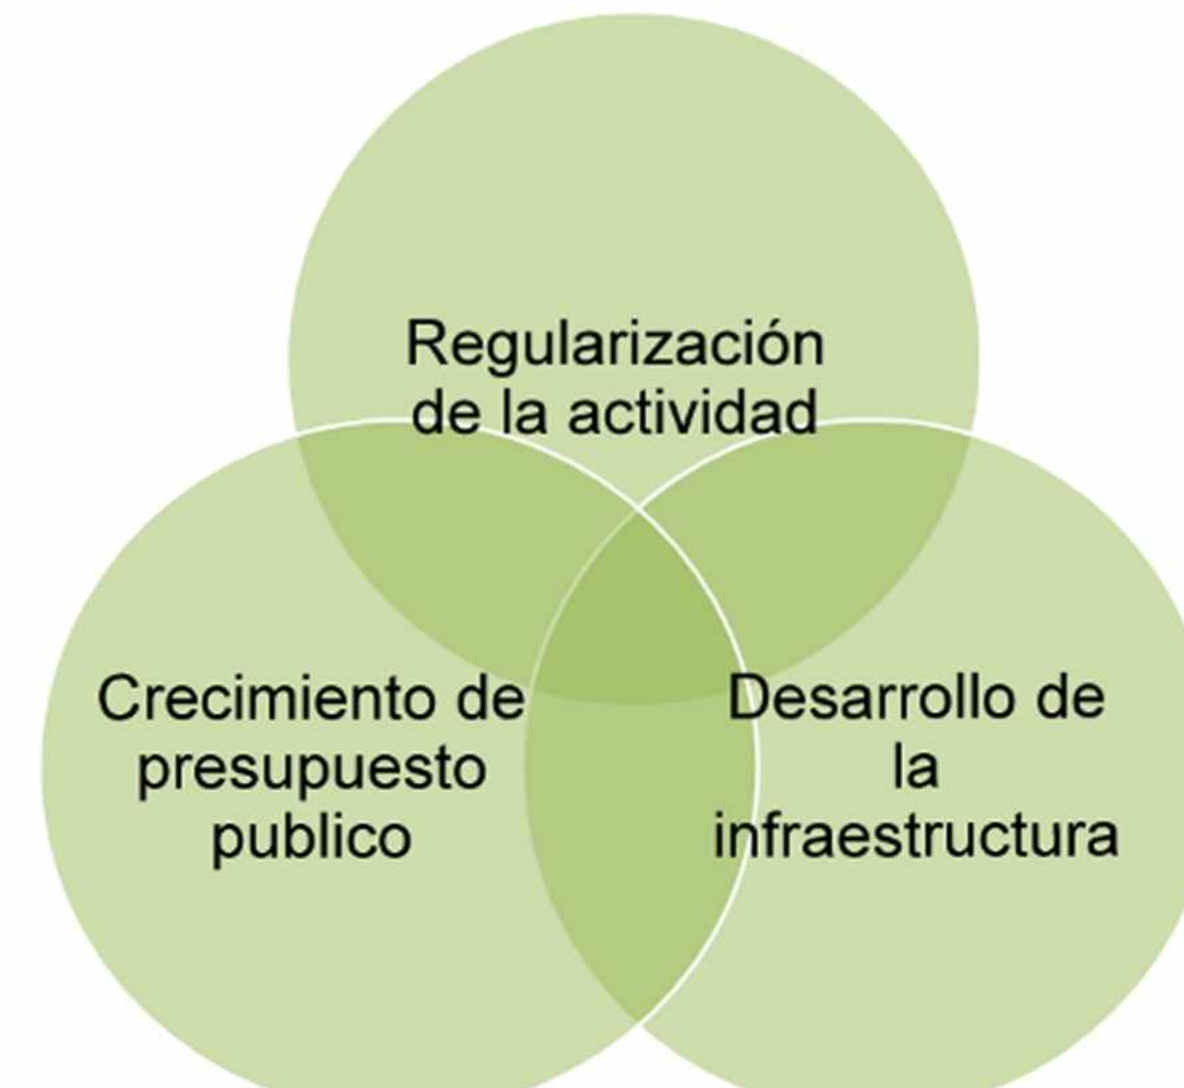 Regularización
de la actividad
Crecimiento de
presupuesto
publico
Desarrollo de
la
infraestructura